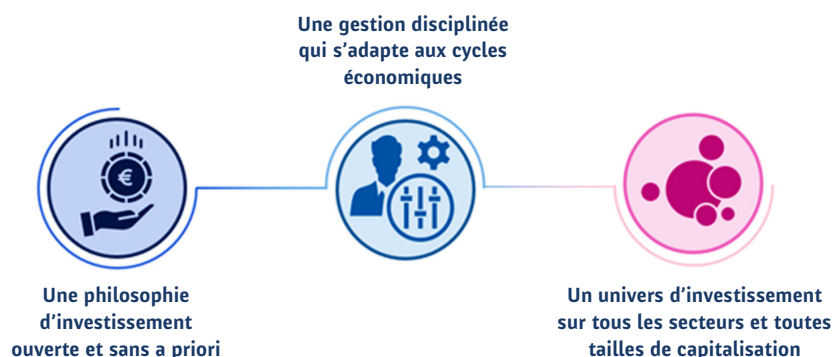 Une gestion disciplinée
qui s’adapte aux cycles
économiques
€
Une philosophie
d’investissement
ouverte et sans a priori
Un univers d’investissement
sur tous les secteurs et toutes
tailles de capitalisation